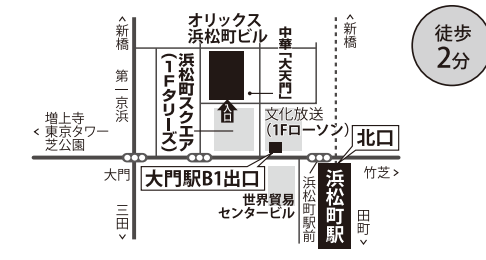 オリックス
浜松町ビル
徒歩
2分
＜新橋
第一京浜
浜松町スクエア
（1Fタリーズ）
中華「大天門」
＜新橋
入口
文化放送
（1Fローソン）
北口
増上寺
＜東京タワー
芝公園
大門
大門駅B1出口
浜松町駅前
浜松町駅
竹芝＞
世界貿易
センタービル
三田＞
田町＞